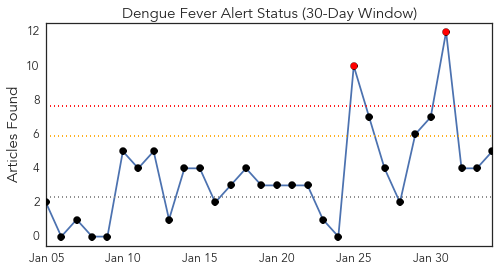 Dengue Fever Alert Status (30-Day Window)
Articles Found
12
10
8
6
4
2
0
Jan 05 Jan 10 Jan 15 Jan 20 Jan 25 Jan 30